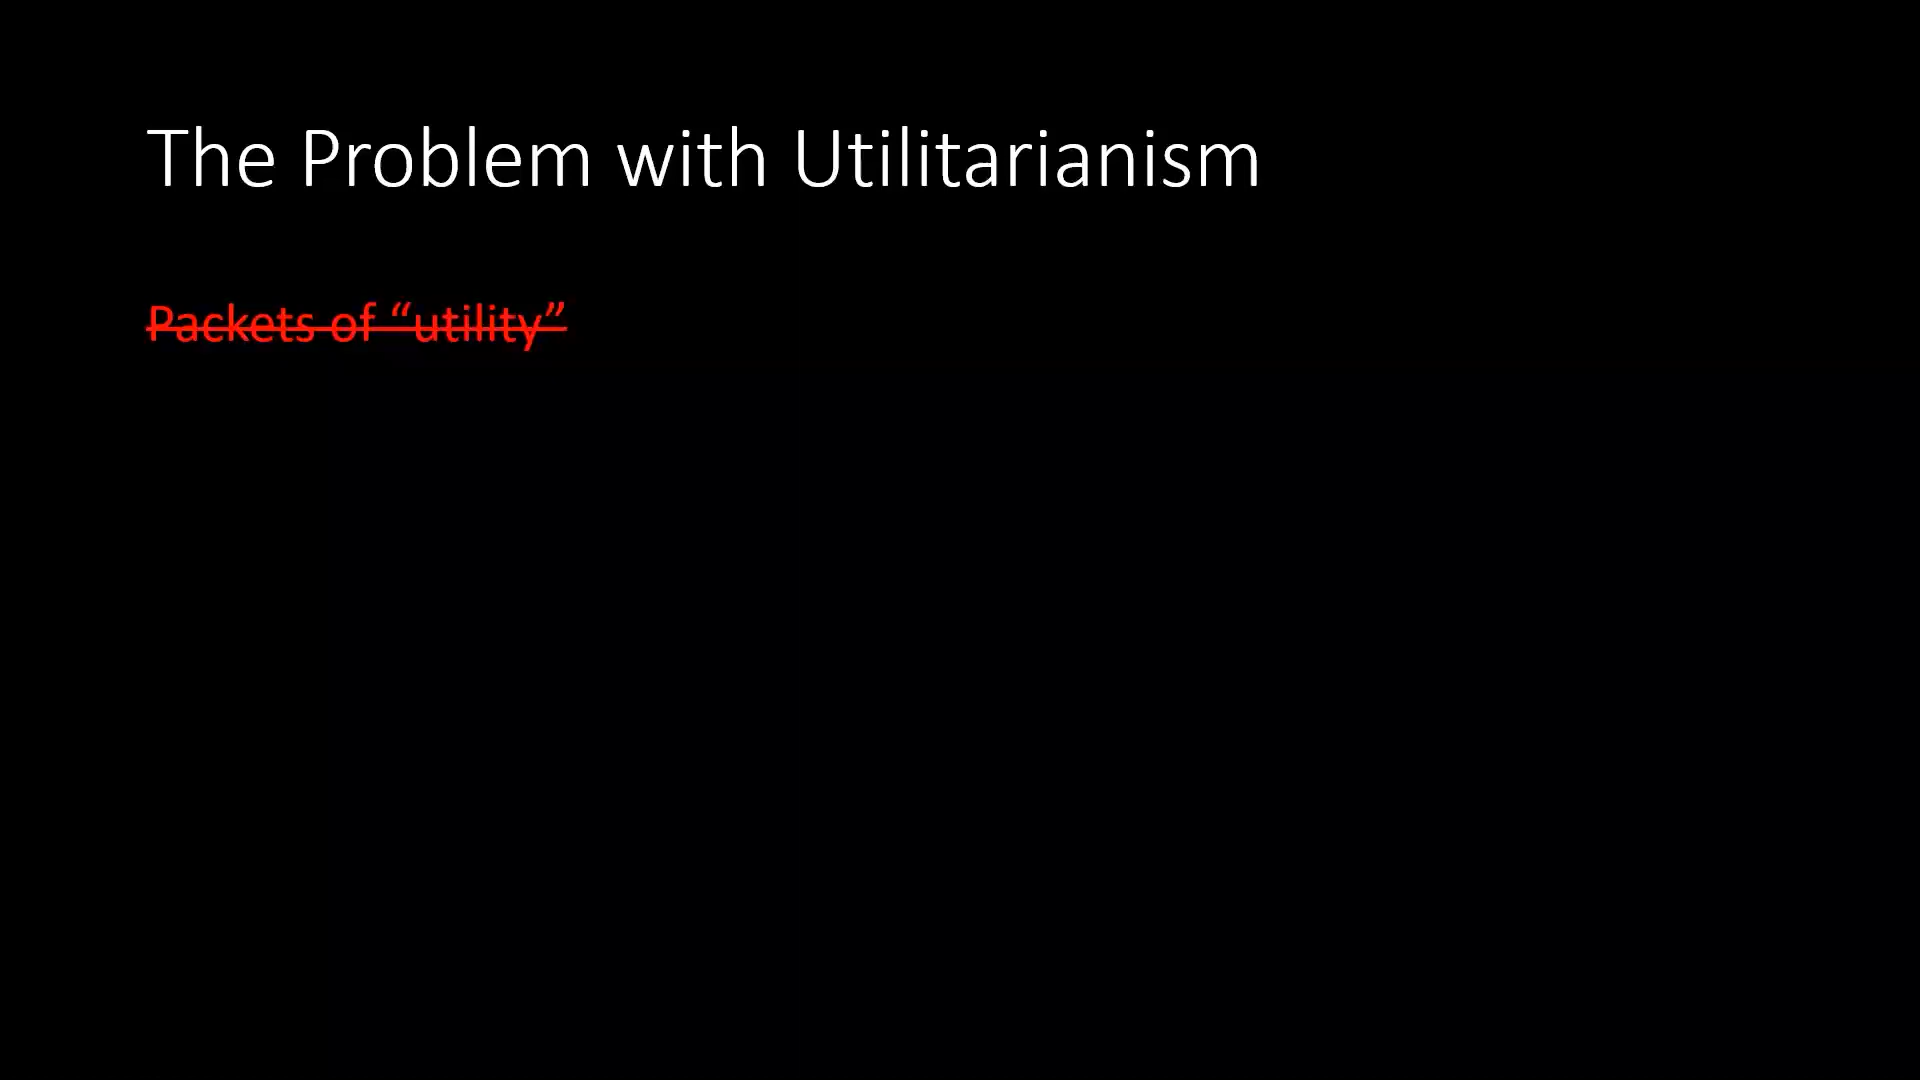 The Problem with Utilitarianism
Packets of “utility”